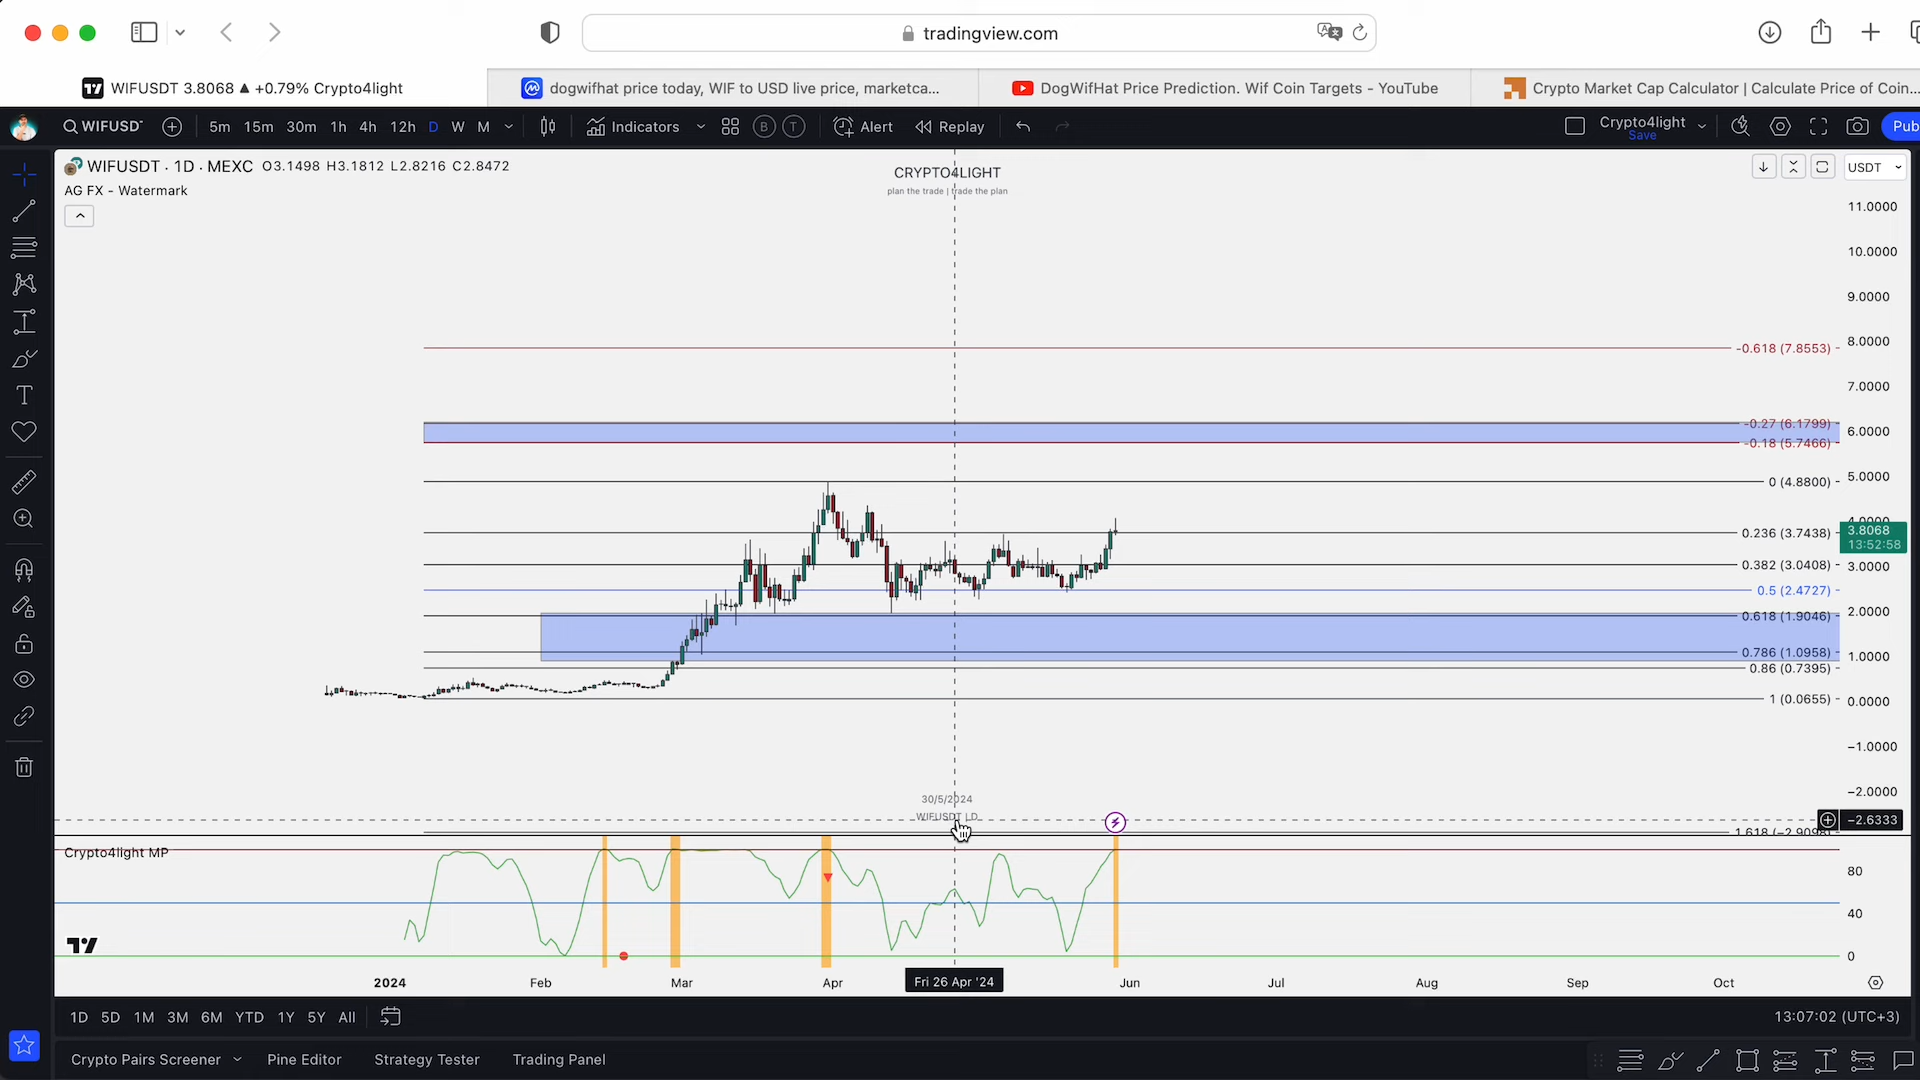 tradingview.com
WIFUSDT 3.8068 ▲ +0.79% Crypto4light
dogwifhat price today, WIF to USD live price, marketca...
DogWifHat Price Prediction. Wif Coin Targets - YouTube
Crypto Market Cap Calculator | Calculate Price of Coin...
WIFUSDT
5m 15m 30m 1h 4h 12h D W M
Indicators
B T
Alert
Replay
Crypto4light
Save
Pub
WIFUSDT · 1D · MEXC O3.1498 H3.1812 L2.8216 C2.8472
AG FX - Watermark
CRYPTO4LIGHT
plan the trade | trade the plan
USDT
11.0000
10.0000
9.0000
8.0000
-0.618 (7.8553)
7.0000
-0.27 (6.1799)
6.0000
-0.18 (5.7466)
5.0000
0 (4.8800)
4.0000
3.8068
0.236 (3.7438)
13:52:58
0.382 (3.0408)
3.0000
0.5 (2.4727)
2.0000
0.618 (1.9046)
0.786 (1.0958)
1.0000
0.86 (0.7395)
1 (0.0655)
0.0000
−1.0000
−2.0000
30/5/2024
WIFUSDT | D
−2.6333
1.618 (−2.9098)
Crypto4light MP
80
40
0
2024 Feb Mar Apr Fri 26 Apr '24 Jun Jul Aug Sep Oct
1D 5D 1M 3M 6M YTD 1Y 5Y All
13:07:02 (UTC+3)
Crypto Pairs Screener Pine Editor Strategy Tester Trading Panel